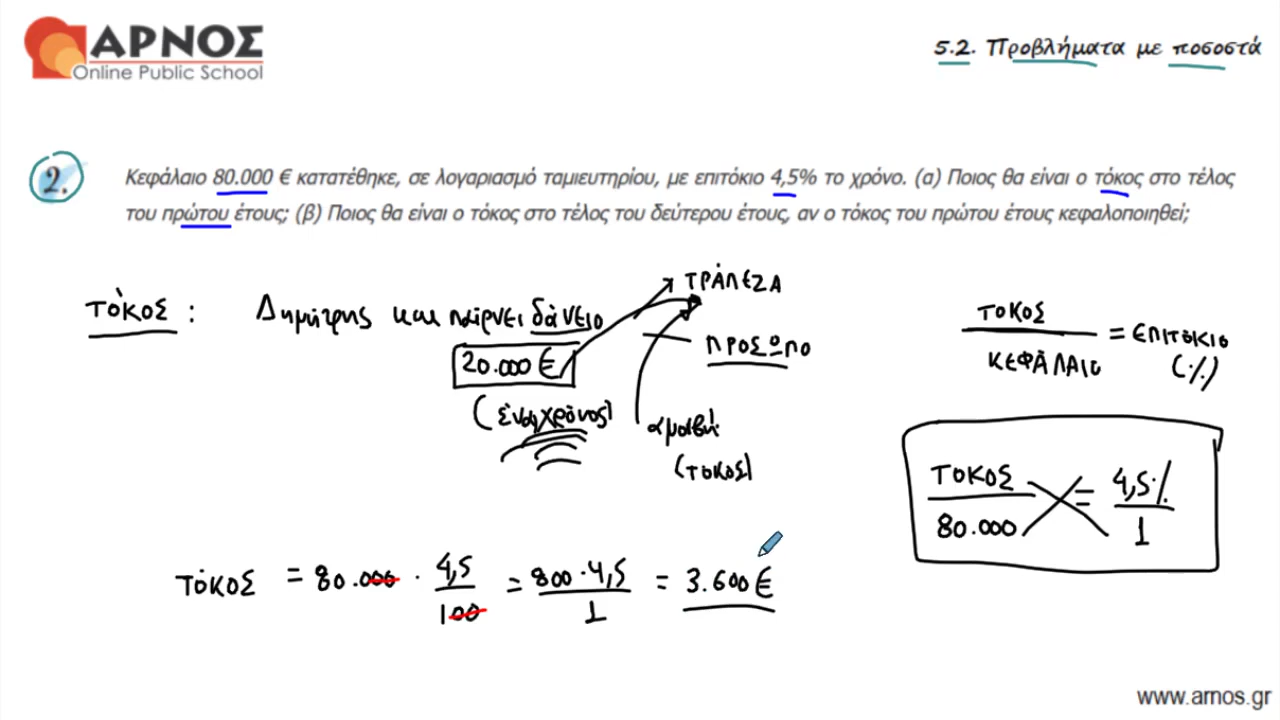 ΑΡΝΟΣ
Online Public School
5.2. Προβλήματα με ποσοστά
2.
Κεφάλαιο 80.000 € κατατέθηκε, σε λογαριασμό ταμιευτηρίου, με επιτόκιο 4,5% το χρόνο. (α) Ποιος θα είναι ο τόκος στο τέλος
του πρώτου έτους; (β) Ποιος θα είναι ο τόκος στο τέλος του δεύτερου έτους, αν ο τόκος του πρώτου έτους κεφαλοποιηθεί;
ΤΡΑΠΕΖΑ
ΤΌΚΟΣ : Δημήτρης και παίρνει δάνειο
ΠΡΟΣΩΠΟ
20.000 €
(ένας χρόνος)
αμοιβή
(ΤΟΚΟΣ)
ΤΟΚΟΣ / ΚΕΦΑΛΑΙΟ = ΕΠΙΤΟΚΙΟ (%)
ΤΟΚΟΣ / 80.000 = 4,5% / 1
ΤΌΚΟΣ = 80.000 · 4,5 / 100 = 800 · 4,5 / 1 = 3.600 €
www.arnos.gr